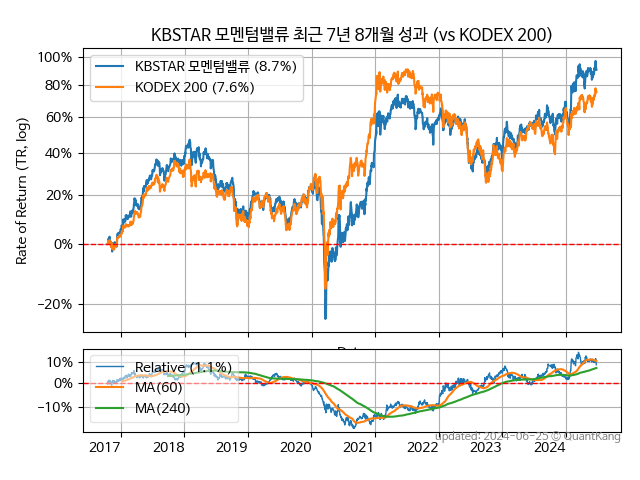 KBSTAR 모멘텀밸류 최근 7년 8개월 성과 (vs KODEX 200)
Rate of Return (TR, log)
100%
80%
60%
40%
20%
0%
−20%
KBSTAR 모멘텀밸류 (8.7%)
KODEX 200 (7.6%)
10%
0%
−10%
Relative (1.1%)
MA(60)
MA(240)
2017 2018 2019 2020 2021 2022 2023 2024
Updated: 2024-06-25 © QuantKang